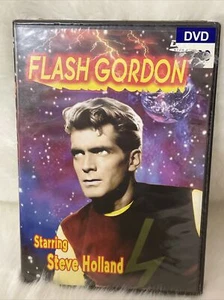 DVD
FLASH GORDON
Starring
Steve Holland